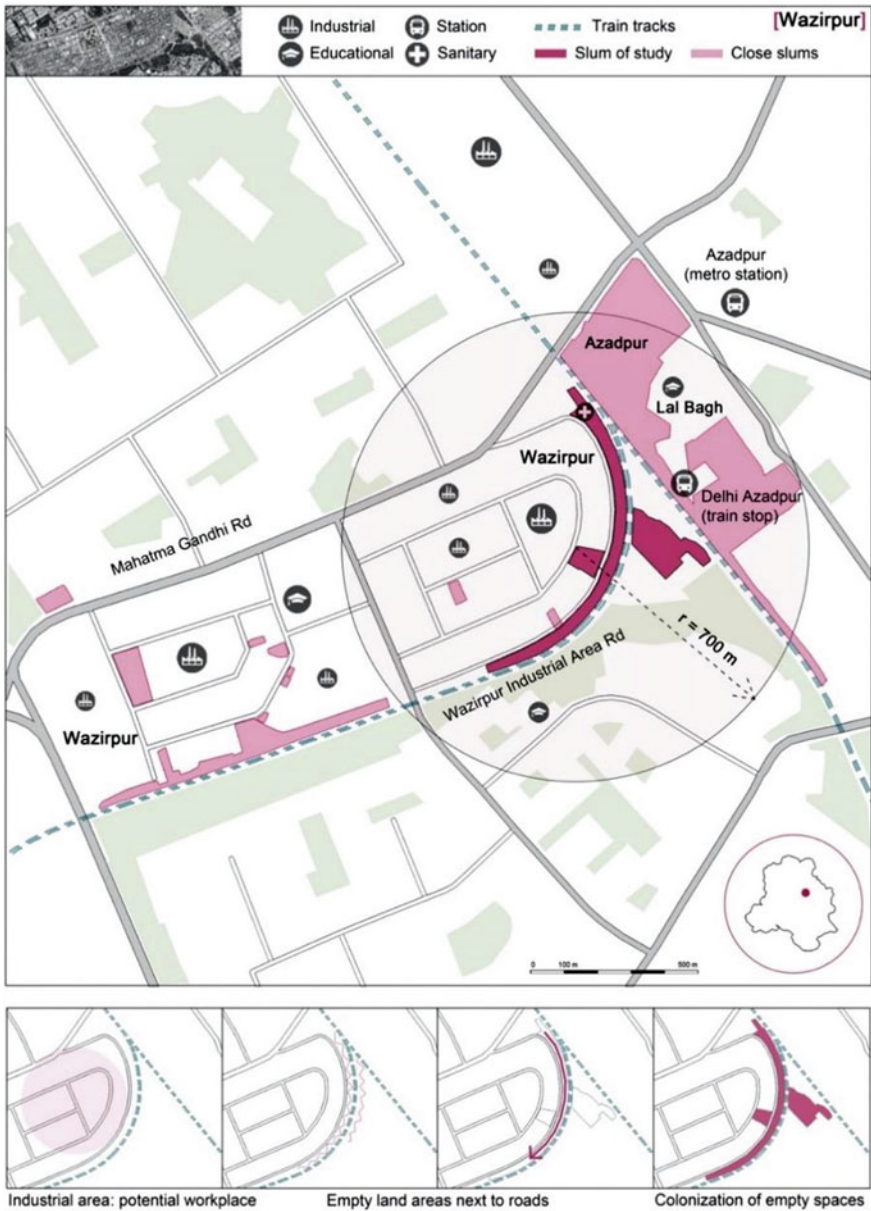 Industrial
Station
Train tracks
[Wazirpur]
Educational
Sanitary
Slum of study
Close slums
Azadpur
(metro station)
Azadpur
Lal Bagh
Wazirpur
Delhi Azadpur
(train stop)
Mahatma Gandhi Rd
r = 700 m
Wazirpur Industrial Area Rd
Wazirpur
0 100 m 500 m
Industrial area: potential workplace
Empty land areas next to roads
Colonization of empty spaces